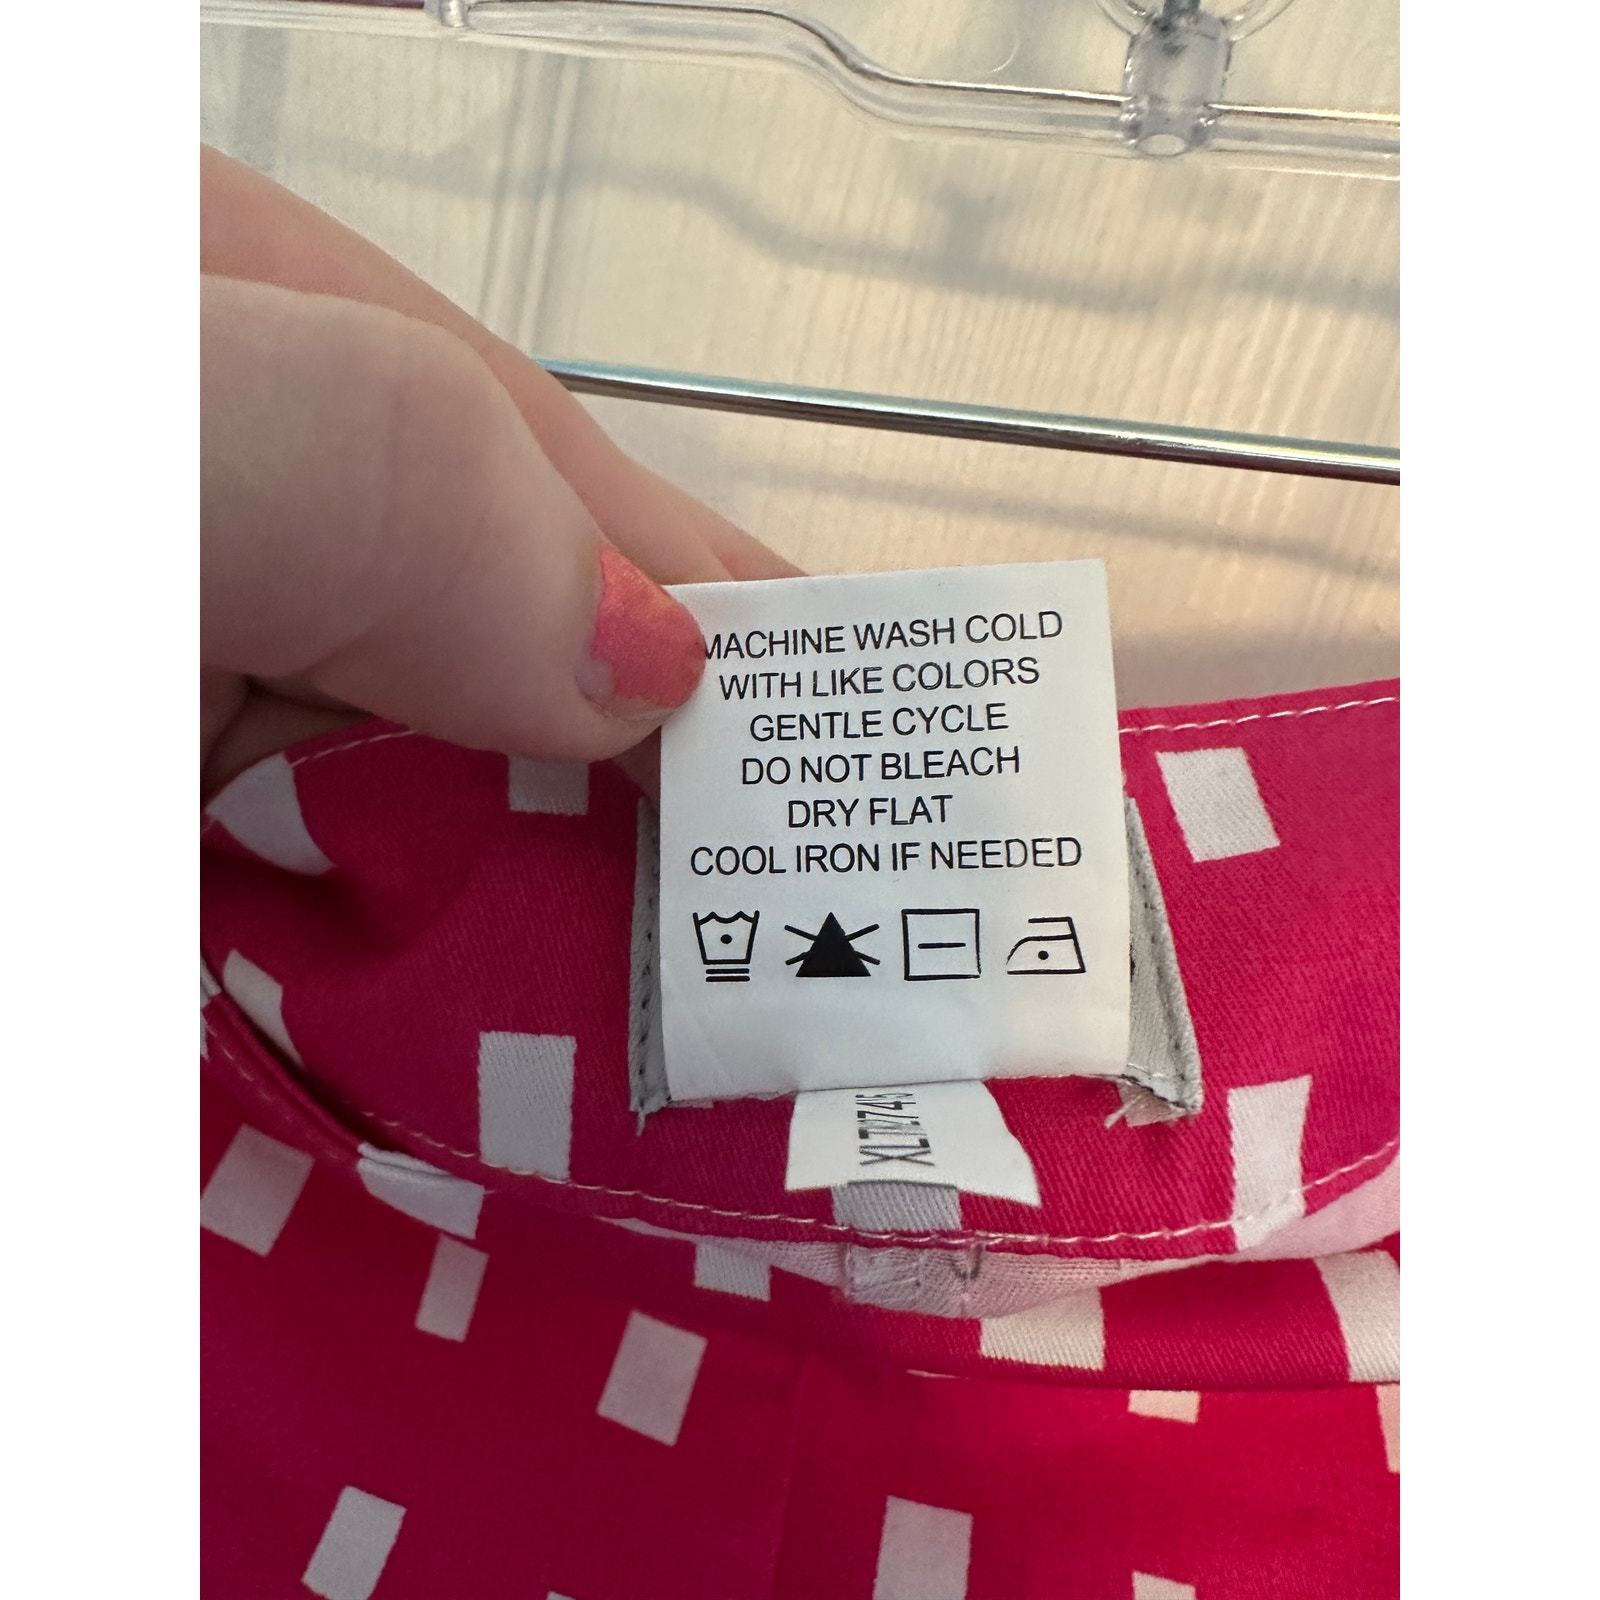 MACHINE WASH COLD
WITH LIKE COLORS
GENTLE CYCLE
DO NOT BLEACH
DRY FLAT
COOL IRON IF NEEDED